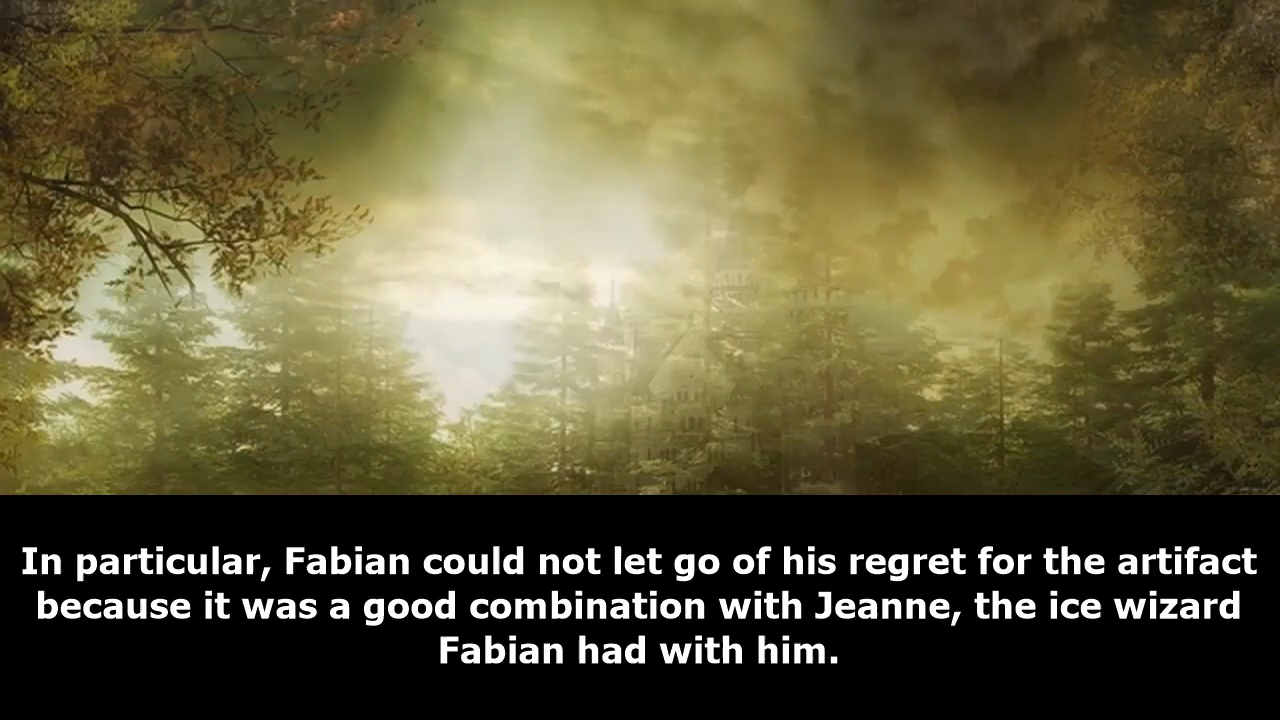 In particular, Fabian could not let go of his regret for the artifact
because it was a good combination with Jeanne, the ice wizard
Fabian had with him.